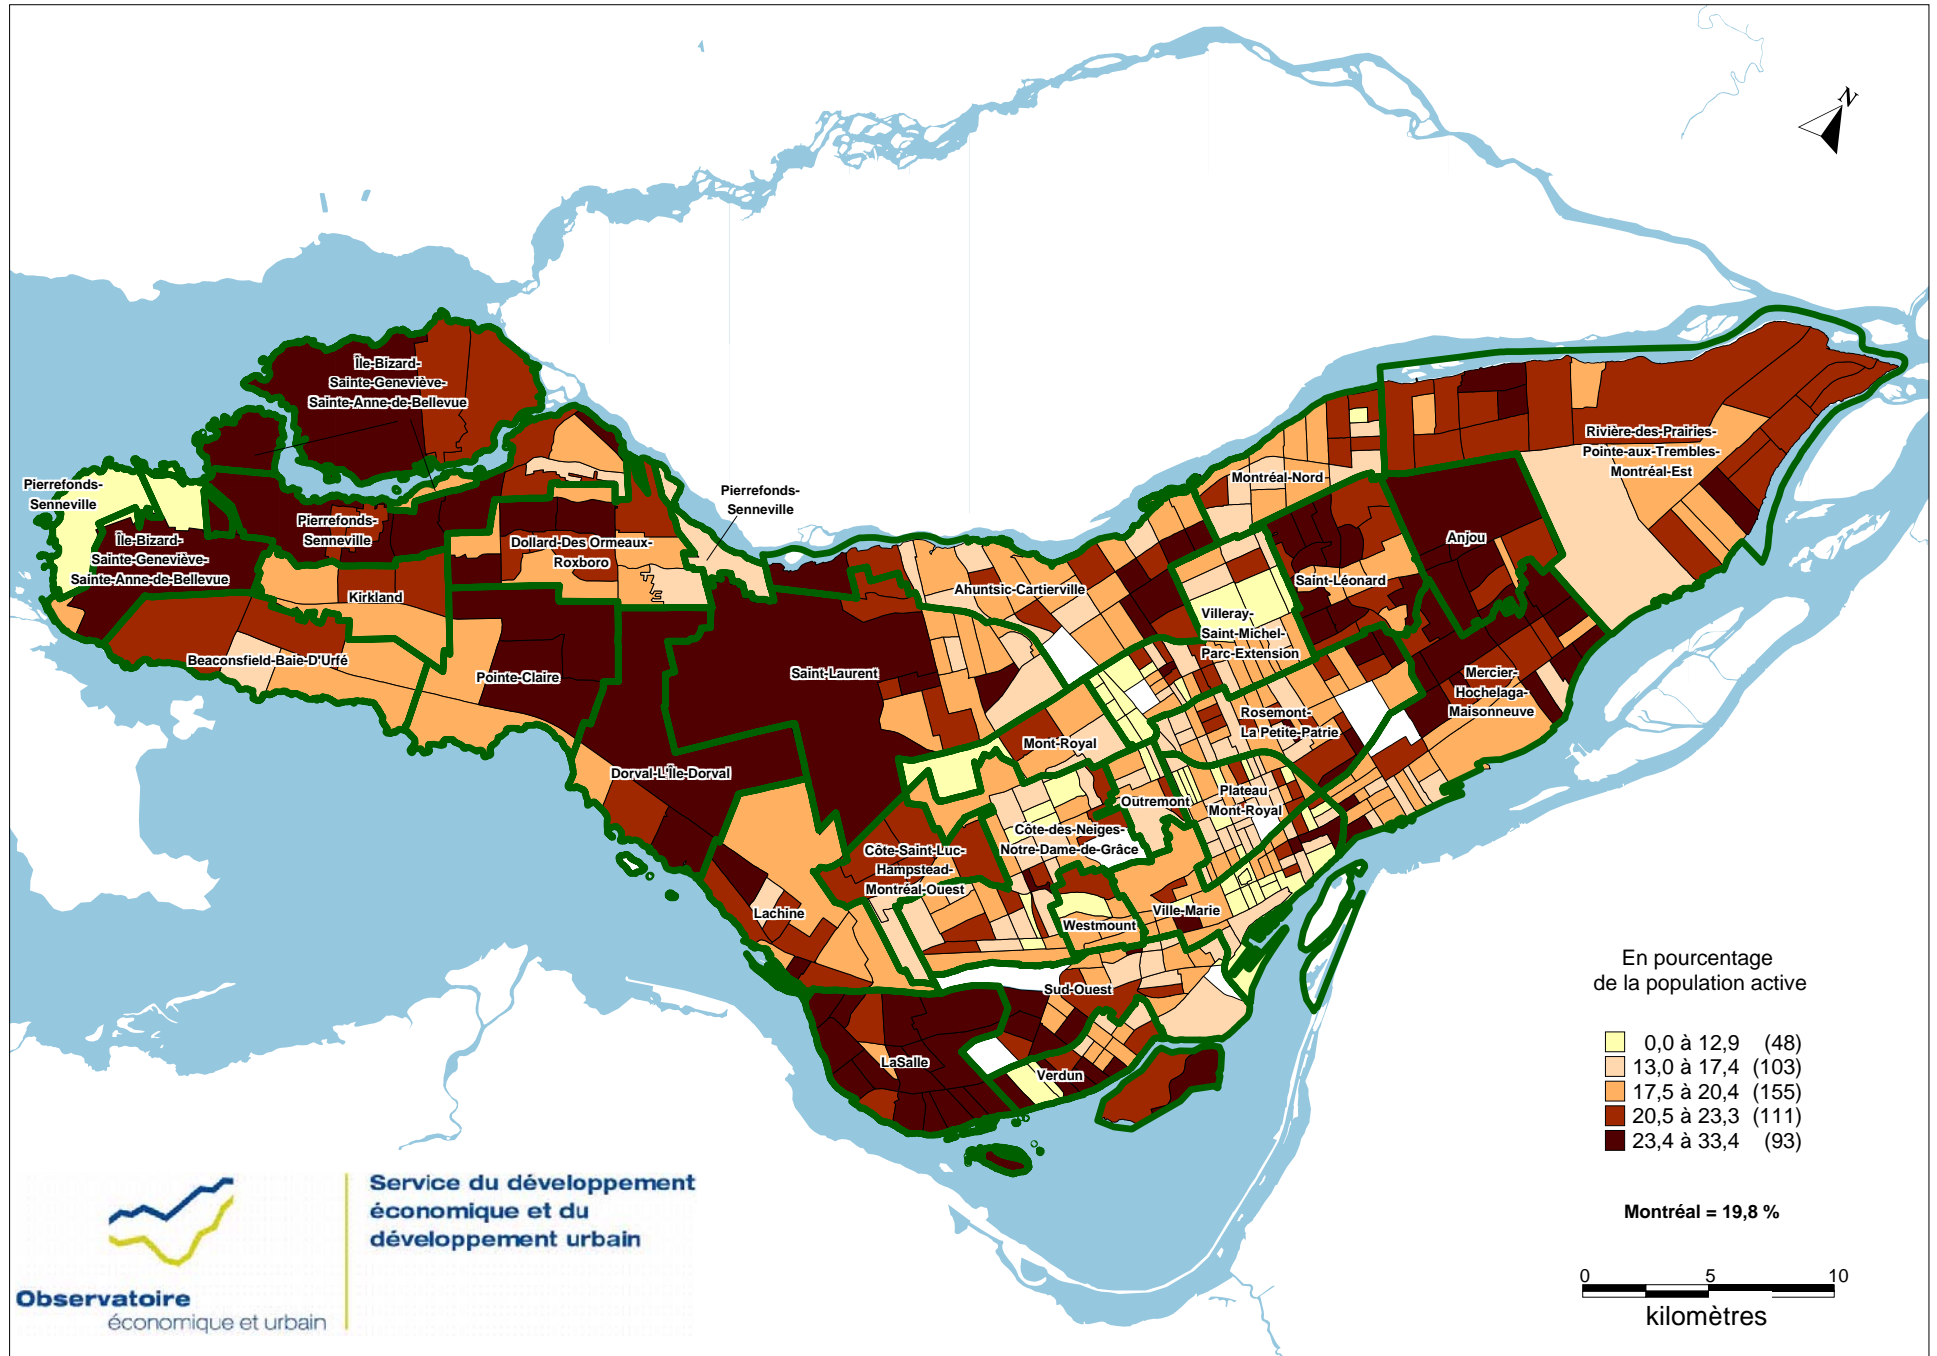 N
Île-Bizard-
Sainte-Geneviève-
Sainte-Anne-de-Bellevue
Pierrefonds-
Senneville
Pierrefonds-
Senneville
Pierrefonds-
Senneville
Île-Bizard-
Sainte-Geneviève-
Sainte-Anne-de-Bellevue
Dollard-Des Ormeaux-
Roxboro
Kirkland
Beaconsfield-Baie-D'Urfé
Pointe-Claire
Dorval-L'Île-Dorval
Saint-Laurent
Ahuntsic-Cartierville
Montréal-Nord
Rivière-des-Prairies-
Pointe-aux-Trembles-
Montréal-Est
Anjou
Saint-Léonard
Villeray-
Saint-Michel-
Parc-Extension
Mercier-
Hochelaga-
Maisonneuve
Rosemont-
La Petite-Patrie
Mont-Royal
Outremont
Plateau
Mont-Royal
Côte-des-Neiges-
Notre-Dame-de-Grâce
Côte-Saint-Luc-
Hampstead-
Montréal-Ouest
Lachine
Westmount
Ville-Marie
Sud-Ouest
LaSalle
Verdun
En pourcentage
de la population active
0,0 à 12,9 (48)
13,0 à 17,4 (103)
17,5 à 20,4 (155)
20,5 à 23,3 (111)
23,4 à 33,4 (93)
Montréal = 19,8 %
0 5 10
kilomètres
Service du développement
économique et du
développement urbain
Observatoire
économique et urbain